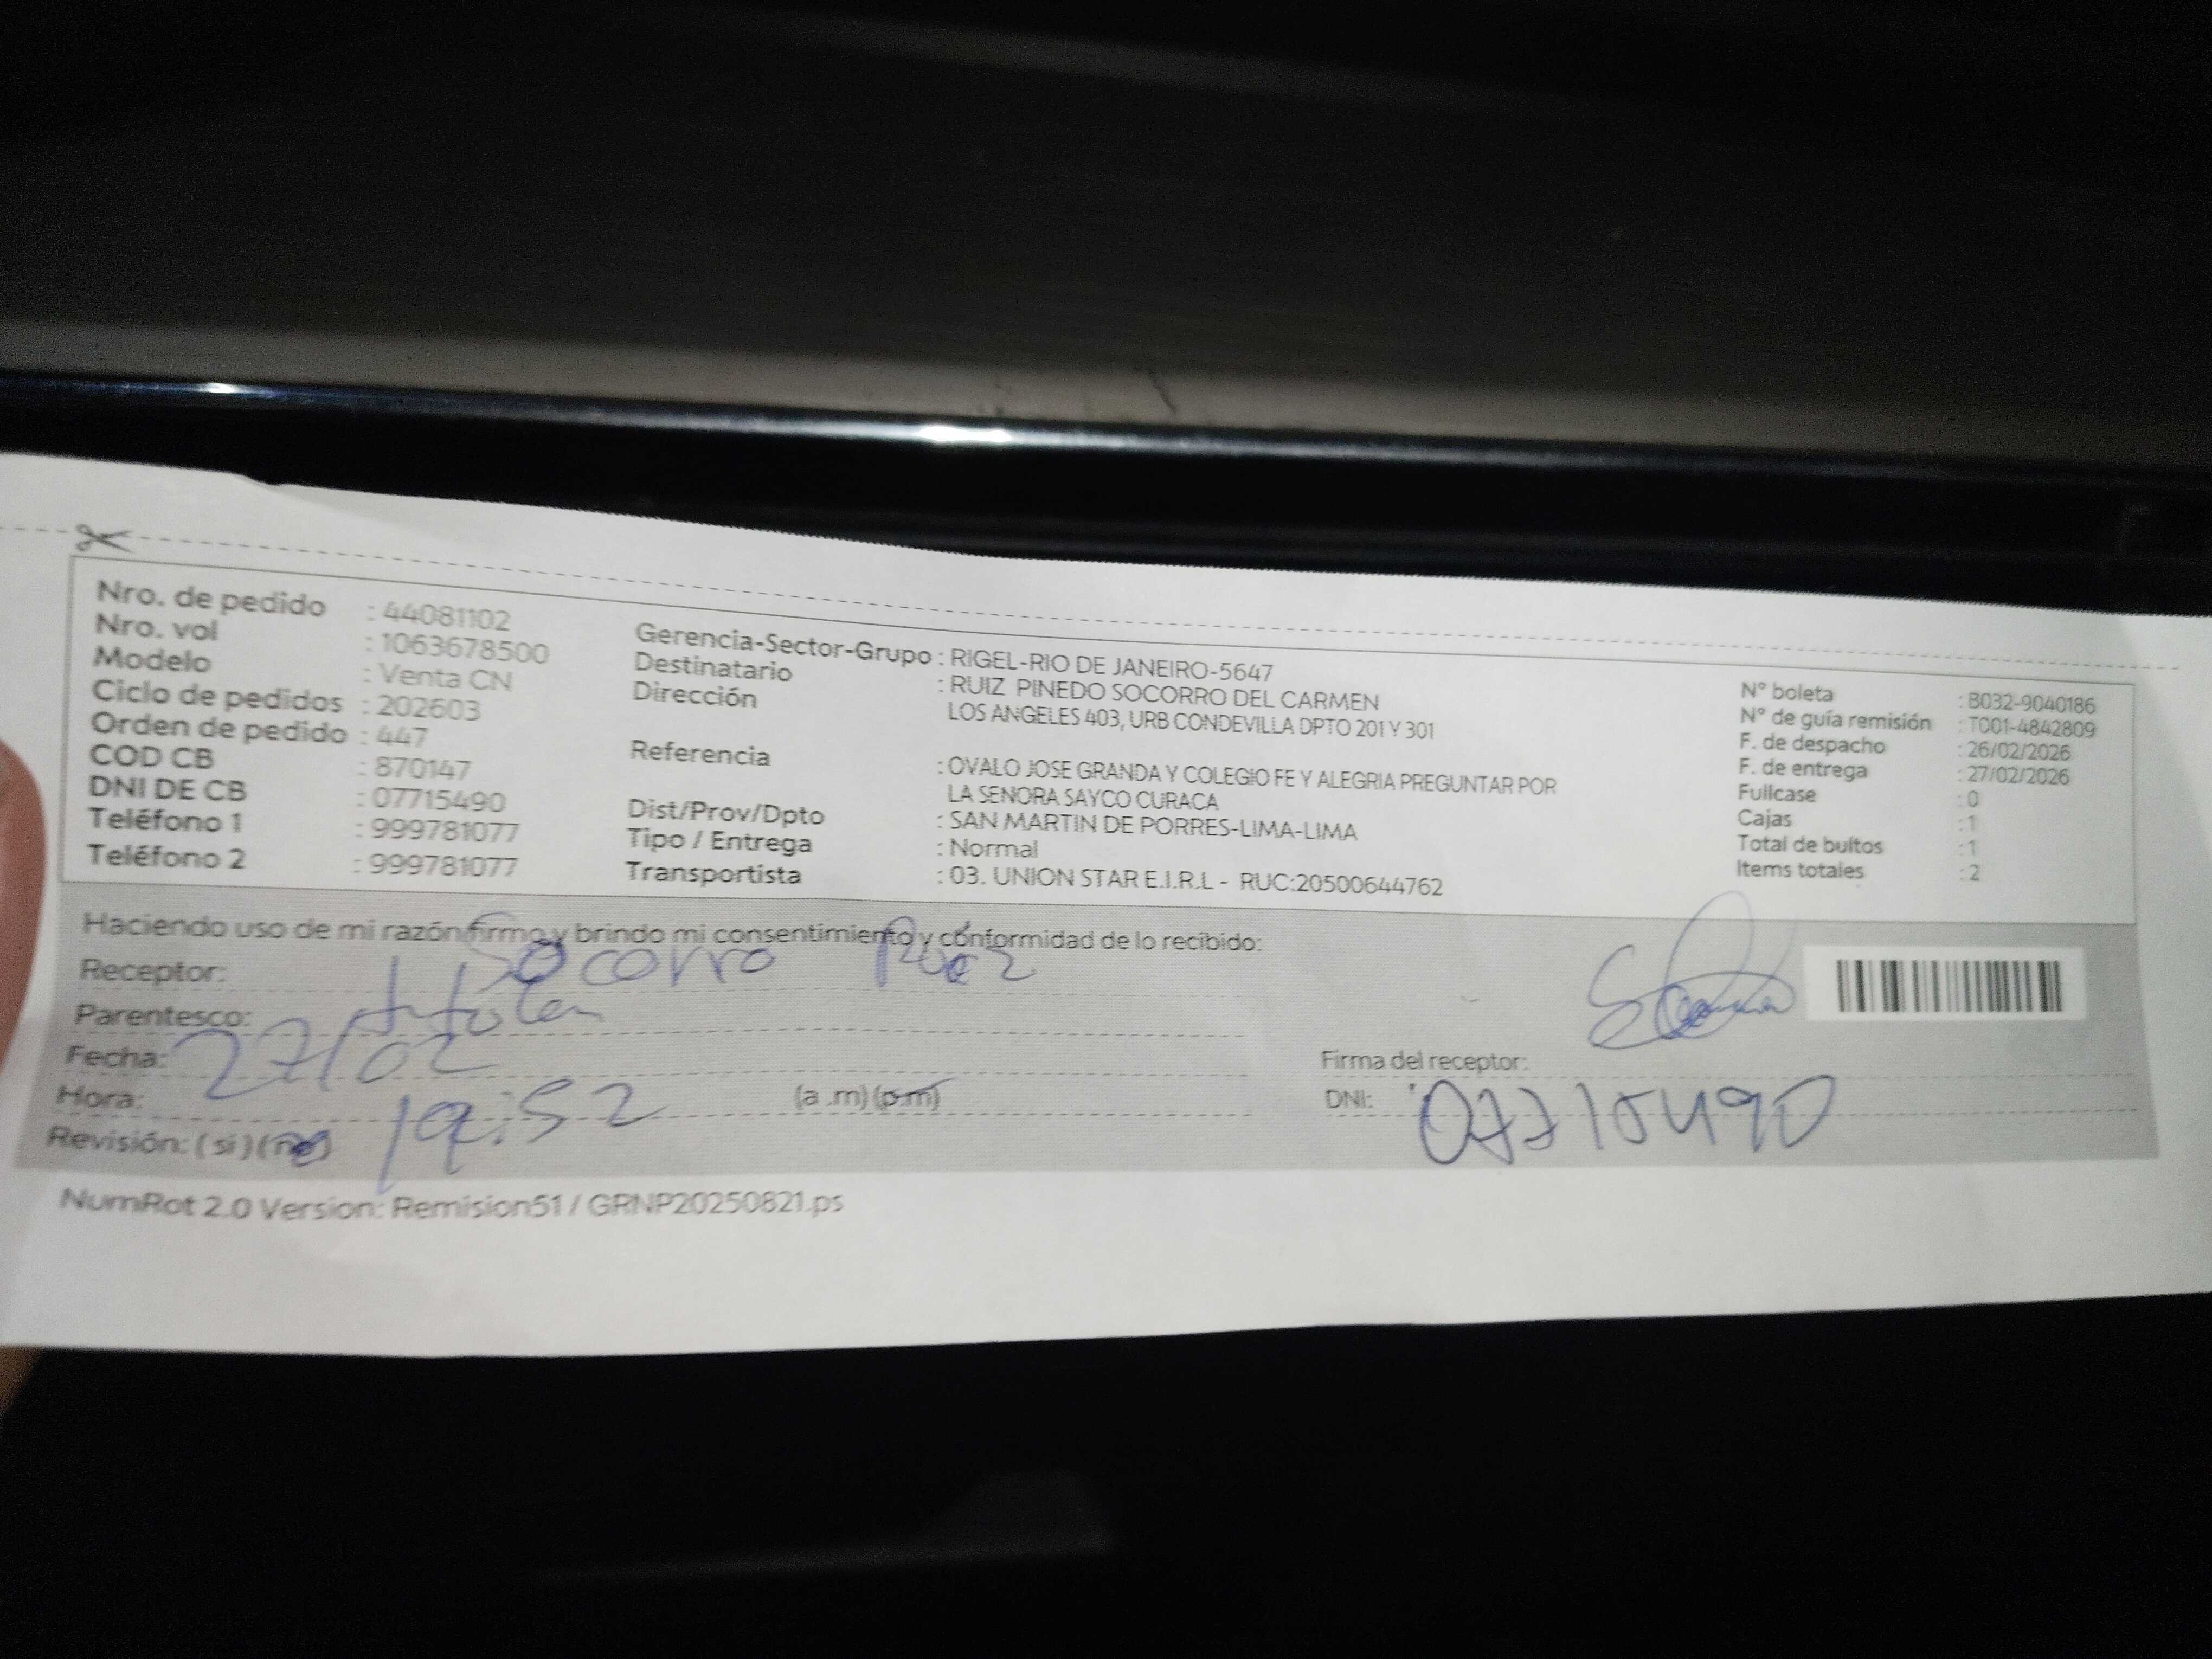 Nro. de pedido : 44081102
Nro. vol : 1063678500
Modelo : Venta CN
Ciclo de pedidos : 202603
Orden de pedido : 447
COD CB : 870147
DNI DE CB : 07715490
Teléfono 1 : 999781077
Teléfono 2 : 999781077
Gerencia-Sector-Grupo : RIGEL-RIO DE JANEIRO-5647
Destinatario : RUIZ PINEDO SOCORRO DEL CARMEN
Dirección LOS ANGELES 403, URB CONDEVILLA DPTO 201 Y 301
Referencia : OVALO JOSE GRANDA Y COLEGIO FE Y ALEGRIA PREGUNTAR POR
LA SENORA SAYCO CURACA
Dist/Prov/Dpto : SAN MARTIN DE PORRES-LIMA-LIMA
Tipo / Entrega : Normal
Transportista : 03. UNION STAR E.I.R.L - RUC:20500644762
N° boleta : B032-9040186
N° de guía remisión : T001-4842809
F. de despacho : 26/02/2026
F. de entrega : 27/02/2026
Fullcase : 0
Cajas : 1
Total de bultos : 1
Items totales : 2
Haciendo uso de mi razón firmo y brindo mi consentimiento y conformidad de lo recibido:
Receptor: Socorro Ruiz
Parentesco:
Fecha: 27/02
Hora: 19:52 (a .m) (p.m)
Revisión: (si) (no)
Firma del receptor:
DNI: 07715490
NumRot 2.0 Version: Remision51 / GRNP20250821.ps